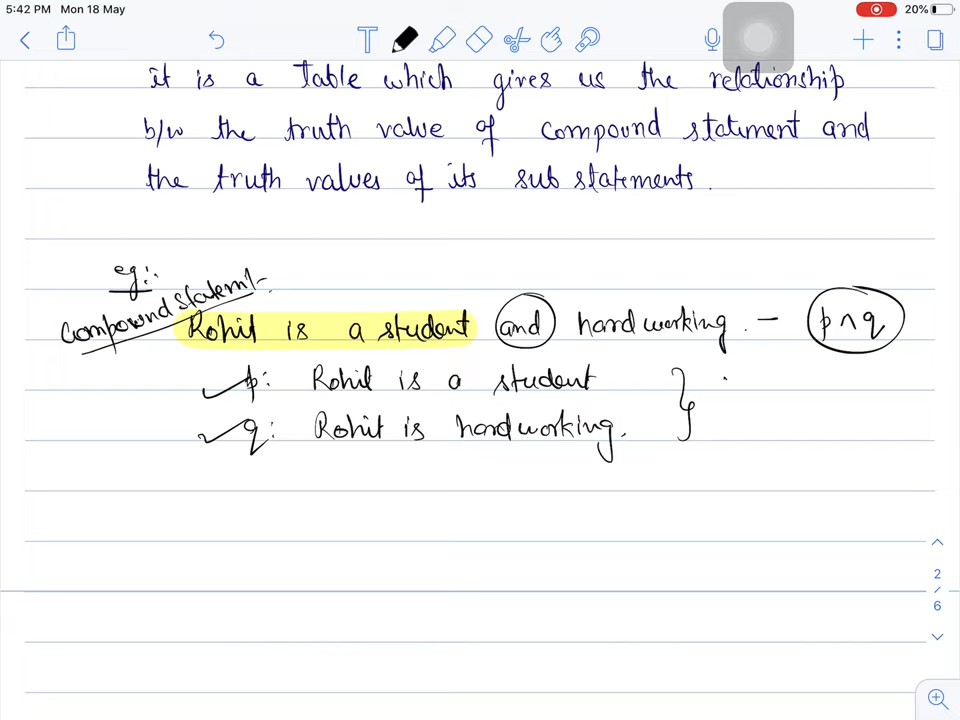 5:42 PM Mon 18 May 20%
T
it is a Table which gives us the relationship
b/w the truth value of compound statement and
the truth values of its sub statements.
eg:.
Compound statemnt.
Rohit is a student and hardworking. - p ∧ q
p: Rohit is a student
q: Rohit is hardworking.
2
/
6